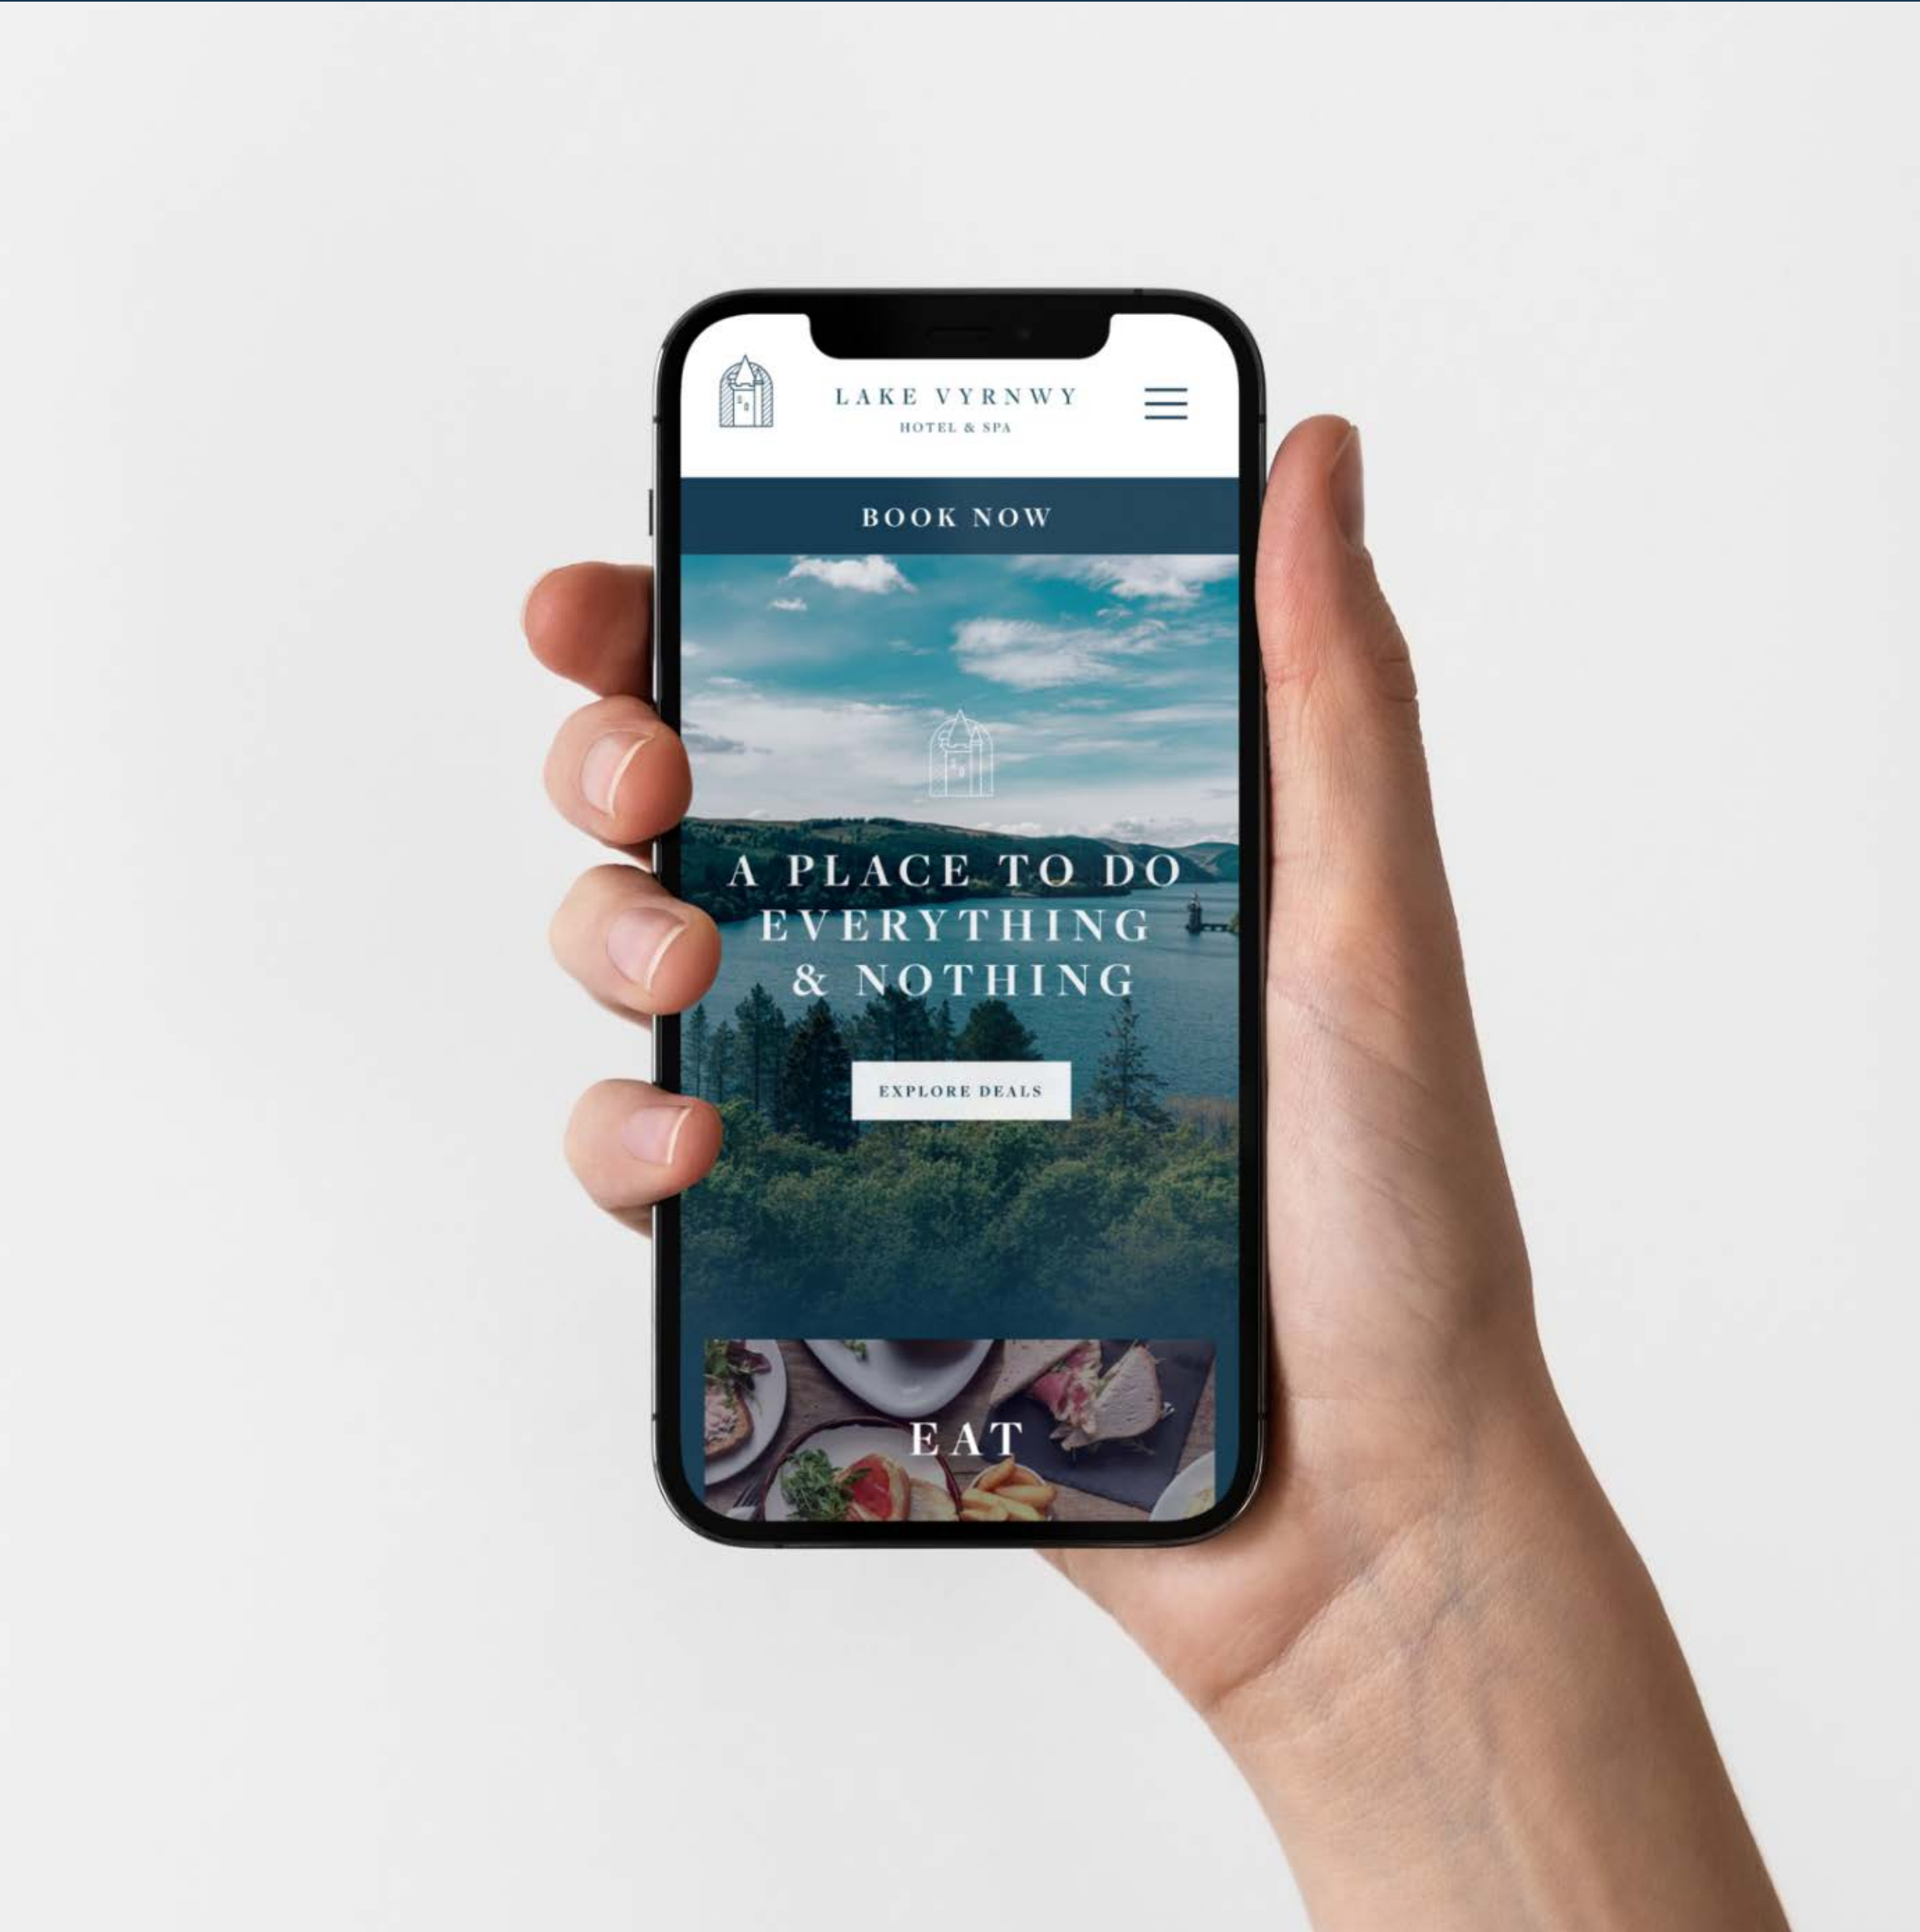 LAKE VYRNWY
HOTEL & SPA
BOOK NOW
A PLACE TO DO
EVERYTHING
& NOTHING
EXPLORE DEALS
EAT